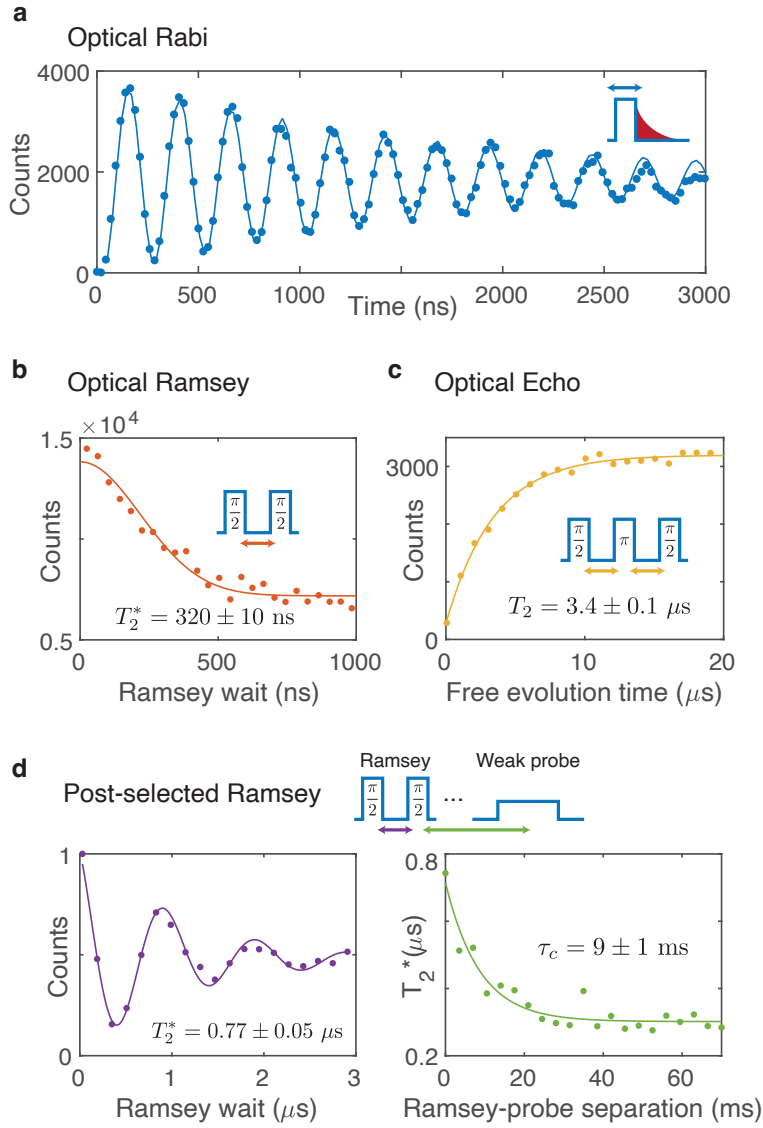 a
Optical Rabi
4000
2000
0
Counts
0 500 1000 2000 2500 3000
Time (ns)
b
Optical Ramsey
×10⁴
1.5
0.5
Counts
π/2 π/2
T₂* = 320 ± 10 ns
0 500 1000
Ramsey wait (ns)
c
Optical Echo
3000
0
Counts
π/2 π π/2
T₂ = 3.4 ± 0.1 μs
0 10 20
Free evolution time (μs)
d
Post-selected Ramsey
Ramsey Weak probe
π/2 π/2 ...
1
0
Counts
T₂* = 0.77 ± 0.05 μs
0 1 2 3
Ramsey wait (μs)
0.8
0.2
T₂*(μs)
τc = 9 ± 1 ms
0 20 40 60
Ramsey-probe separation (ms)